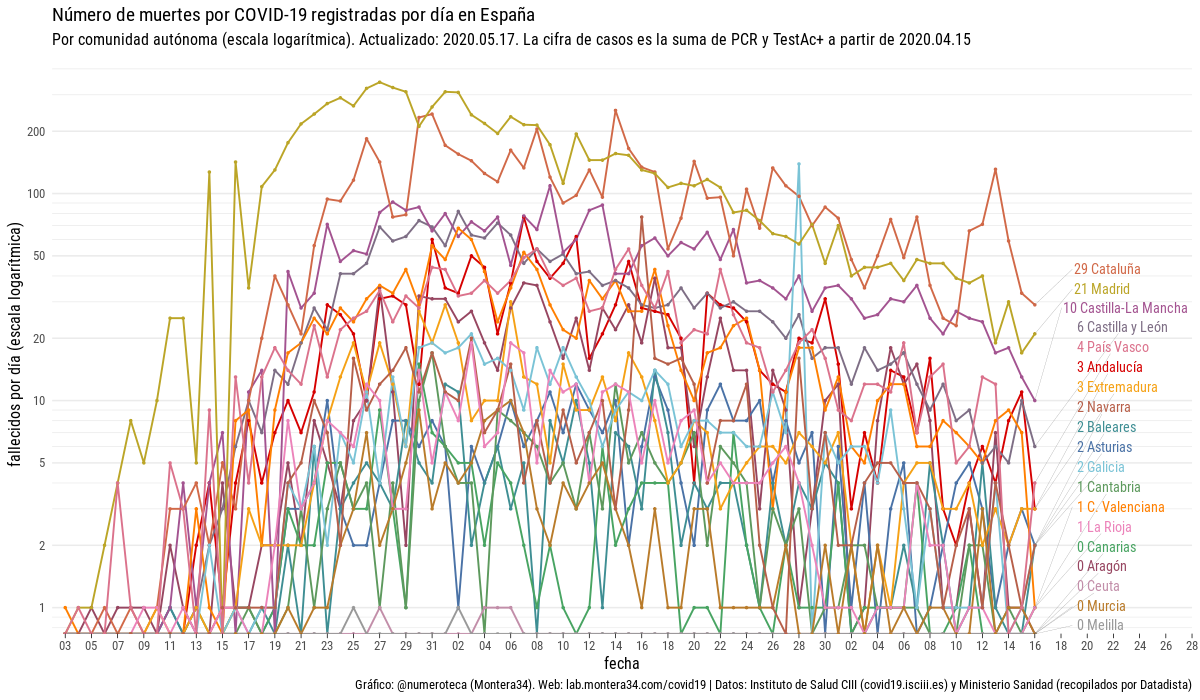 Número de muertes por COVID-19 registradas por día en España
Por comunidad autónoma (escala logarítmica). Actualizado: 2020.05.17. La cifra de casos es la suma de PCR y TestAc+ a partir de 2020.04.15
fallecidos por día (escala logarítmica)
200
100
50
20
10
5
2
1
29 Cataluña
21 Madrid
10 Castilla-La Mancha
6 Castilla y León
4 País Vasco
3 Andalucía
3 Extremadura
2 Navarra
2 Baleares
2 Asturias
2 Galicia
1 Cantabria
1 C. Valenciana
1 La Rioja
0 Canarias
0 Aragón
0 Ceuta
0 Murcia
0 Melilla
03 05 07 09 11 13 15 17 19 21 23 25 27 29 31 02 04 06 08 10 12 14 16 18 20 22 24 26 28 30 02 04 06 08 10 12 14 16 18 20 22 24 26 28
fecha
Gráfico: @numeroteca (Montera34). Web: lab.montera34.com/covid19 | Datos: Instituto de Salud CIII (covid19.isciii.es) y Ministerio Sanidad (recopilados por Datadista)